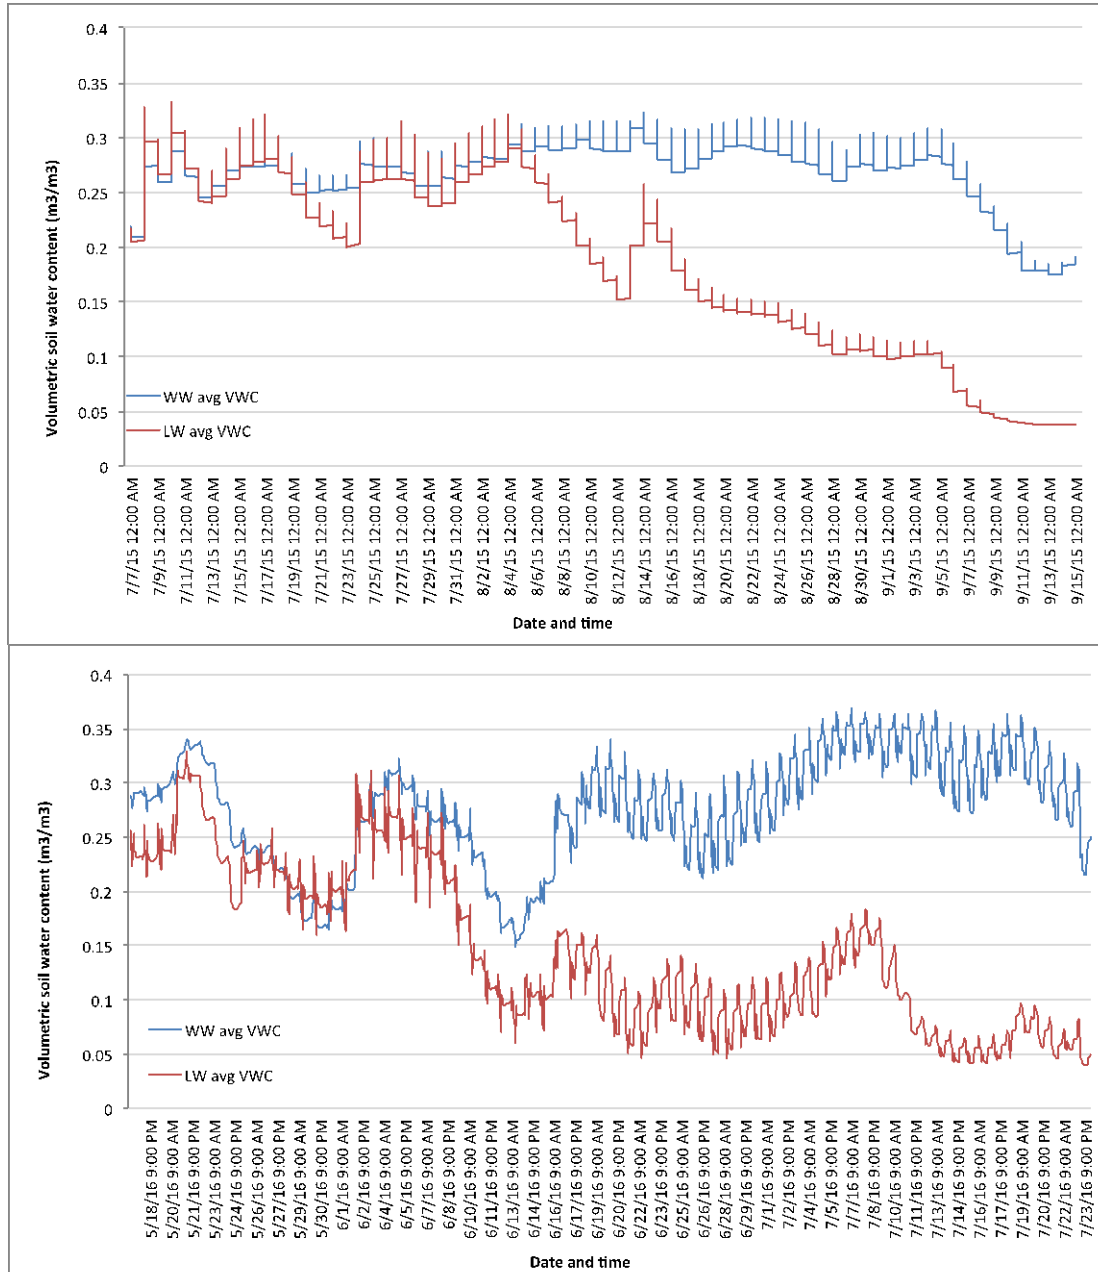 0.4
0.35
0.3
0.25
0.2
0.15
0.1
0.05
0
Volumetric soil water content (m3/m3)
WW avg VWC
LW avg VWC
7/7/15 12:00 AM
7/9/15 12:00 AM
7/11/15 12:00 AM
7/13/15 12:00 AM
7/15/15 12:00 AM
7/17/15 12:00 AM
7/19/15 12:00 AM
7/21/15 12:00 AM
7/23/15 12:00 AM
7/25/15 12:00 AM
7/27/15 12:00 AM
7/29/15 12:00 AM
7/31/15 12:00 AM
8/2/15 12:00 AM
8/4/15 12:00 AM
8/6/15 12:00 AM
8/8/15 12:00 AM
8/10/15 12:00 AM
8/12/15 12:00 AM
8/14/15 12:00 AM
8/16/15 12:00 AM
8/18/15 12:00 AM
8/20/15 12:00 AM
8/22/15 12:00 AM
8/24/15 12:00 AM
8/26/15 12:00 AM
8/28/15 12:00 AM
8/30/15 12:00 AM
9/1/15 12:00 AM
9/3/15 12:00 AM
9/5/15 12:00 AM
9/7/15 12:00 AM
9/9/15 12:00 AM
9/11/15 12:00 AM
9/13/15 12:00 AM
9/15/15 12:00 AM
Date and time
0.4
0.35
0.3
0.25
0.2
0.15
0.1
0.05
0
Volumetric soil water content (m3/m3)
WW avg VWC
LW avg VWC
5/18/16 9:00 PM
5/20/16 9:00 AM
5/21/16 9:00 PM
5/23/16 9:00 AM
5/24/16 9:00 PM
5/26/16 9:00 AM
5/27/16 9:00 PM
5/29/16 9:00 AM
5/30/16 9:00 PM
6/1/16 9:00 AM
6/2/16 9:00 PM
6/4/16 9:00 AM
6/5/16 9:00 PM
6/7/16 9:00 AM
6/8/16 9:00 PM
6/10/16 9:00 AM
6/11/16 9:00 PM
6/13/16 9:00 AM
6/14/16 9:00 PM
6/16/16 9:00 AM
6/17/16 9:00 PM
6/19/16 9:00 AM
6/20/16 9:00 PM
6/22/16 9:00 AM
6/23/16 9:00 PM
6/25/16 9:00 AM
6/26/16 9:00 PM
6/28/16 9:00 AM
6/29/16 9:00 PM
7/1/16 9:00 AM
7/2/16 9:00 PM
7/4/16 9:00 AM
7/5/16 9:00 PM
7/7/16 9:00 AM
7/8/16 9:00 PM
7/10/16 9:00 AM
7/11/16 9:00 PM
7/13/16 9:00 AM
7/14/16 9:00 PM
7/16/16 9:00 AM
7/17/16 9:00 PM
7/19/16 9:00 AM
7/20/16 9:00 PM
7/22/16 9:00 AM
7/23/16 9:00 PM
Date and time